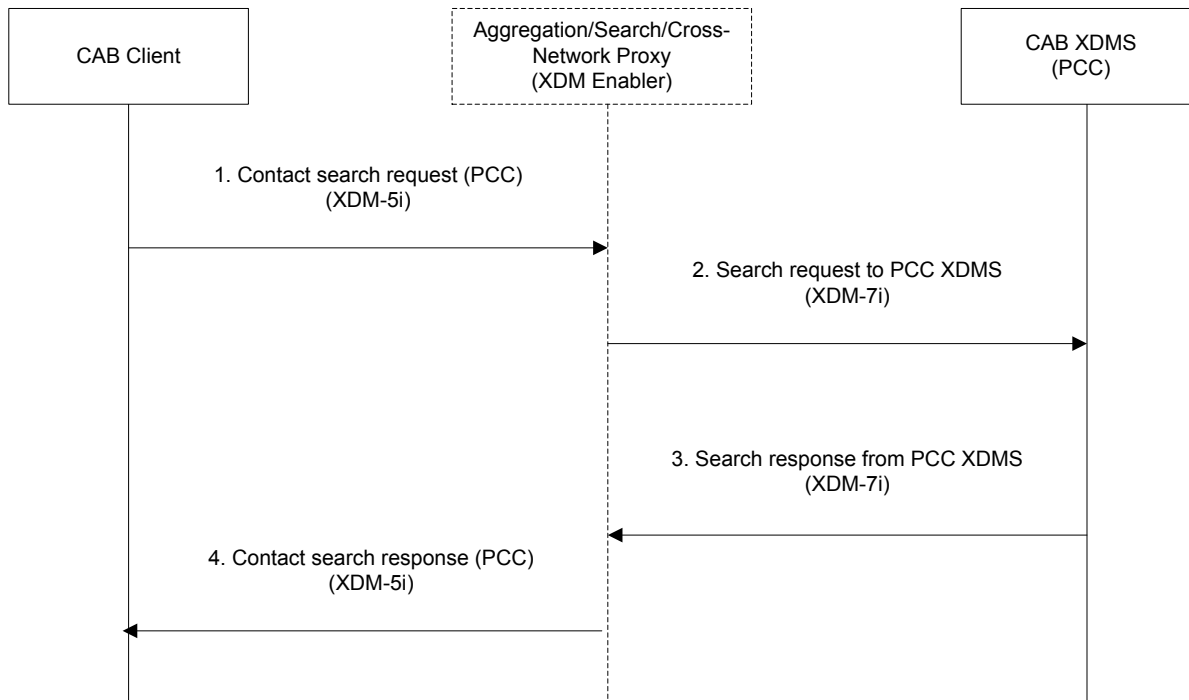 CAB Client
Aggregation/Search/Cross-
Network Proxy
(XDM Enabler)
CAB XDMS
(PCC)
1. Contact search request (PCC)
(XDM-5i)
2. Search request to PCC XDMS
(XDM-7i)
3. Search response from PCC XDMS
(XDM-7i)
4. Contact search response (PCC)
(XDM-5i)